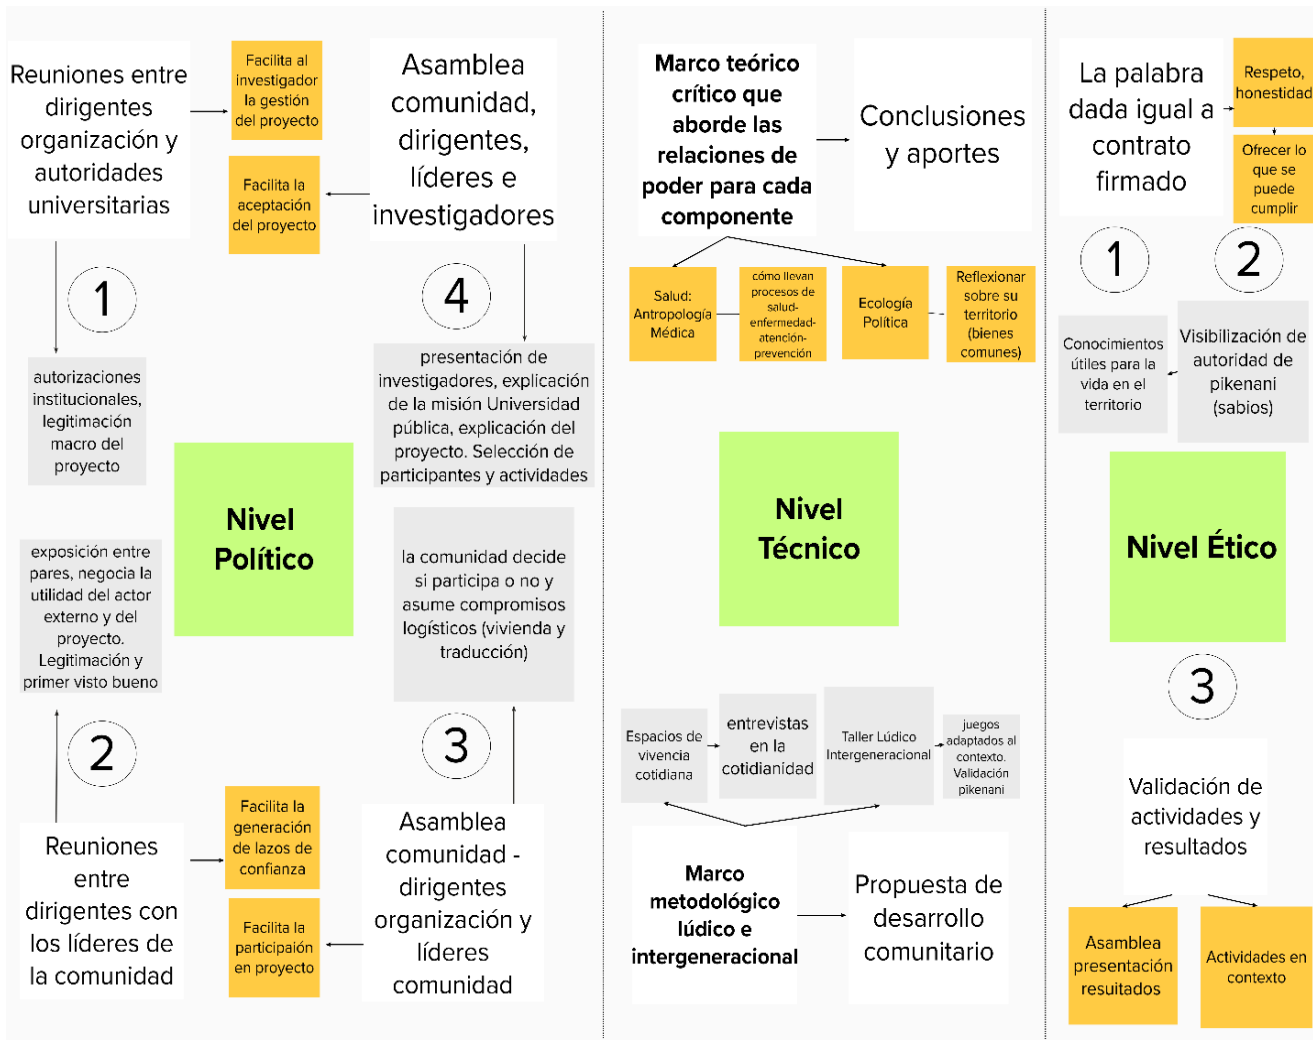 Reuniones entre
dirigentes
organización y
autoridades
universitarias
Facilita al
investigador
la gestión
del proyecto
Facilita la
aceptación
del proyecto
Asamblea
comunidad,
dirigentes,
líderes e
investigadores
1
4
autorizaciones
institucionales,
legitimación
macro del
proyecto
presentación de
investigadores, explicación
de la misión Universidad
pública, explicación del
proyecto. Selección de
participantes y actividades
Nivel
Político
exposición entre
pares, negocia la
utilidad del actor
externo y del
proyecto.
Legitimación y
primer visto bueno
la comunidad decide
si participa o no y
asume compromisos
logísticos (vivienda y
traducción)
2
3
Reuniones
entre
dirigentes con
los líderes de
la comunidad
Facilita la
generación
de lazos de
confianza
Facilita la
participaión
en proyecto
Asamblea
comunidad -
dirigentes
organización y
líderes
comunidad
Marco teórico
crítico que
aborde las
relaciones de
poder para cada
componente
Conclusiones
y aportes
Salud:
Antropología
Médica
cómo llevan
procesos de
salud-
enfermedad-
atención-
prevención
Ecología
Política
Reflexionar
sobre su
territorio
(bienes
comunes)
Nivel
Técnico
Espacios de
vivencia
cotidiana
entrevistas
en la
cotidianidad
Taller Lúdico
Intergeneracional
juegos
adaptados al
contexto.
Validación
pikenani
Marco
metodológico
lúdico e
intergeneracional
Propuesta de
desarrollo
comunitario
La palabra
dada igual a
contrato
firmado
Respeto,
honestidad
Ofrecer lo
que se
puede
cumplir
1
2
Conocimientos
útiles para la
vida en el
territorio
Visibilización de
autoridad de
pikenani
(sabios)
Nivel Ético
3
Validación de
actividades y
resultados
Asamblea
presentación
resuitados
Actividades en
contexto